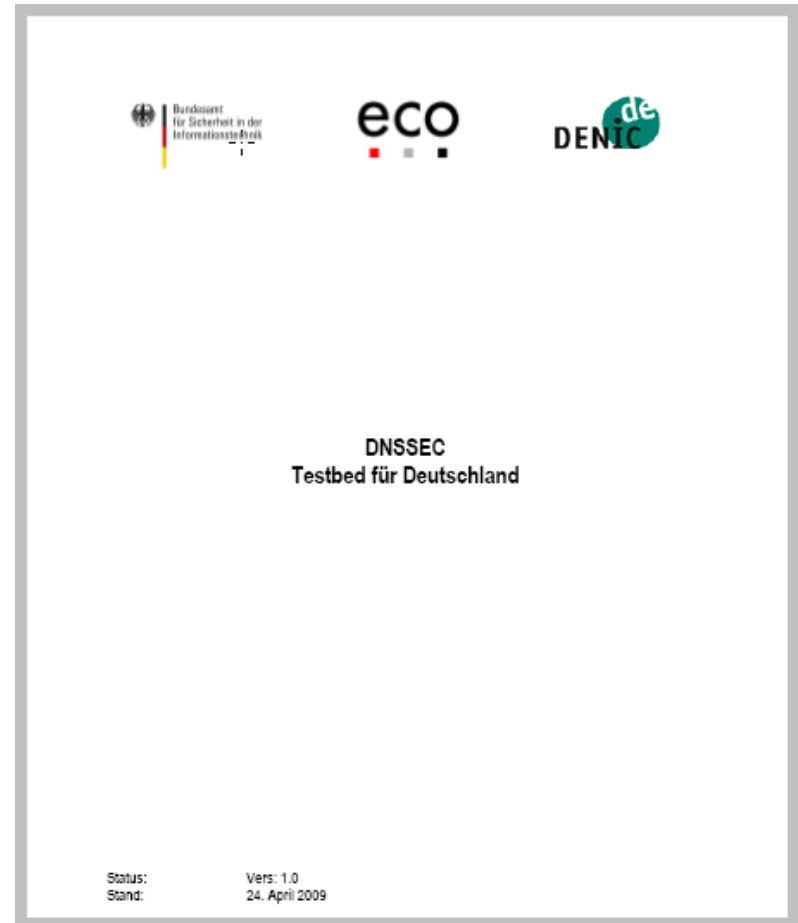 Bundesamt
für Sicherheit in der
Informationstechnik
eco
DENIC
de
DNSSEC
Testbed für Deutschland
Status: Vers: 1.0
Stand: 24. April 2009